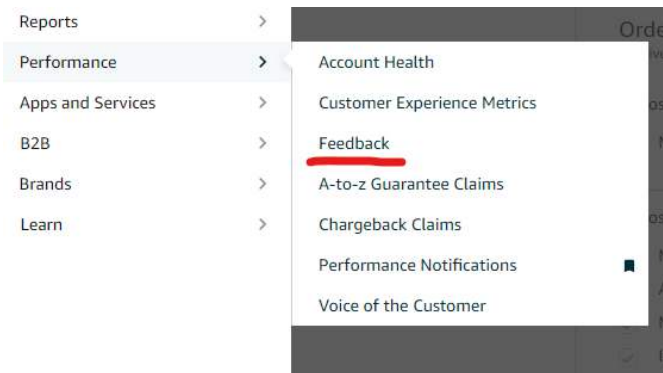 Reports
Performance
Apps and Services
B2B
Brands
Learn
Account Health
Customer Experience Metrics
Feedback
A-to-z Guarantee Claims
Chargeback Claims
Performance Notifications
Voice of the Customer